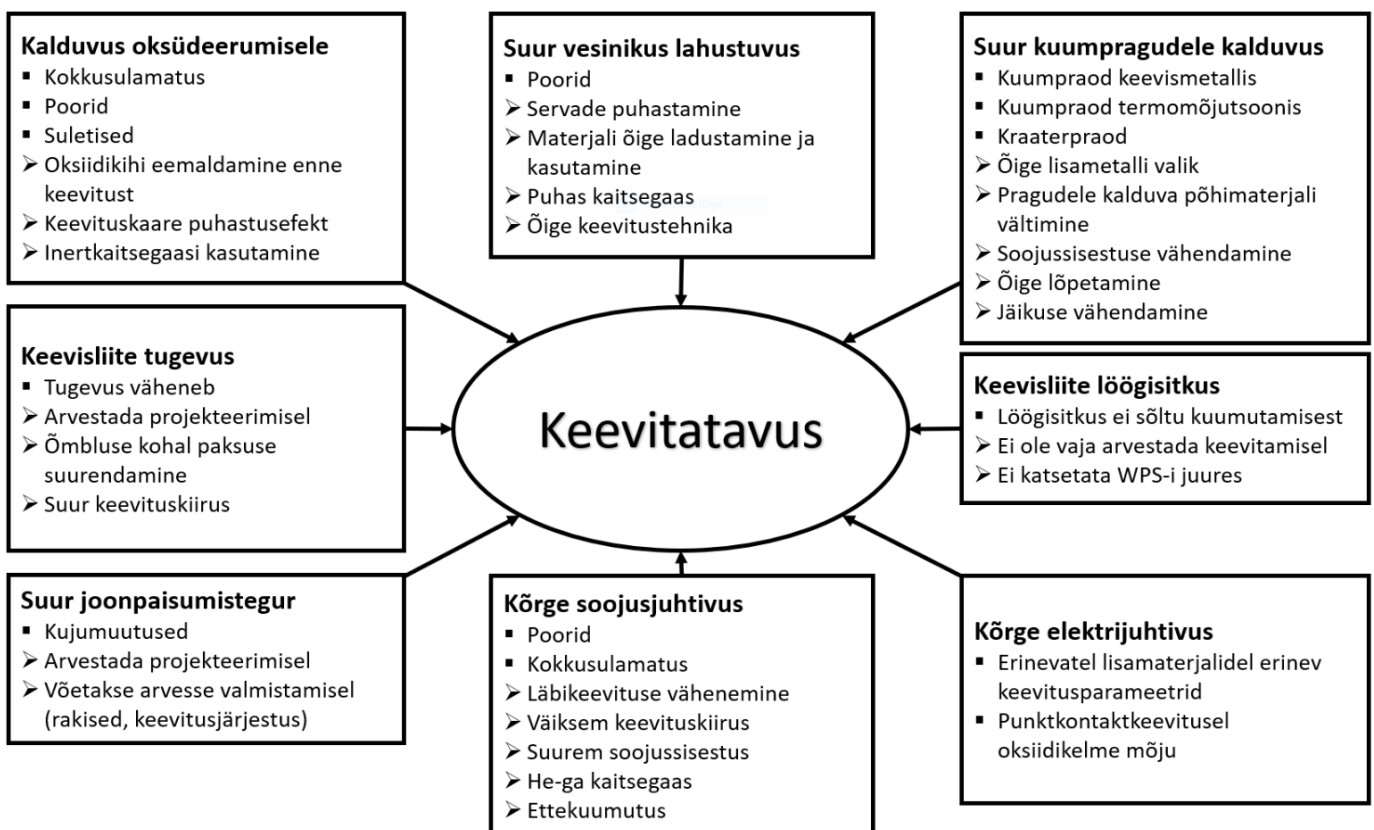 Kalduvus oksüdeerumisele
▪ Kokkusulamatus
▪ Poorid
▪ Suletised
➢ Oksiidikihi eemaldamine enne
keevitust
➢ Keevituskaare puhastusefekt
➢ Inertkaitsegaasi kasutamine
Suur vesinikus lahustuvus
▪ Poorid
➢ Servade puhastamine
➢ Materjali õige ladustamine ja
kasutamine
➢ Puhas kaitsegaas
➢ Õige keevitustehnika
Suur kuumpragudele kalduvus
▪ Kuumpraod keevismetallis
▪ Kuumpraod termomõjutsoonis
▪ Kraaterpraod
➢ Õige lisametalli valik
➢ Pragudele kalduva põhimaterjali
vältimine
➢ Soojussisestuse vähendamine
➢ Õige lõpetamine
➢ Jäikuse vähendamine
Keevisliite tugevus
▪ Tugevus väheneb
➢ Arvestada projekteerimisel
➢ Õmbluse kohal paksuse
suurendamine
➢ Suur keevituskiirus
Keevitatavus
Keevisliite löögisitkus
▪ Löögisitkus ei sõltu kuumutamisest
➢ Ei ole vaja arvestada keevitamisel
➢ Ei katsetata WPS-i juures
Suur joonpaisumistegur
▪ Kujumuutused
➢ Arvestada projekteerimisel
➢ Võetakse arvesse valmistamisel
(rakised, keevitusjärjestus)
Kõrge soojusjuhtivus
▪ Poorid
▪ Kokkusulamatus
➢ Läbikeevituse vähenemine
➢ Väiksem keevituskiirus
➢ Suurem soojussisestus
➢ He-ga kaitsegaas
➢ Ettekuumutus
Kõrge elektrijuhtivus
▪ Erinevatel lisamaterjalidel erinev
keevitusparameetrid
▪ Punktkontaktkeevitusel
oksiidikelme mõju